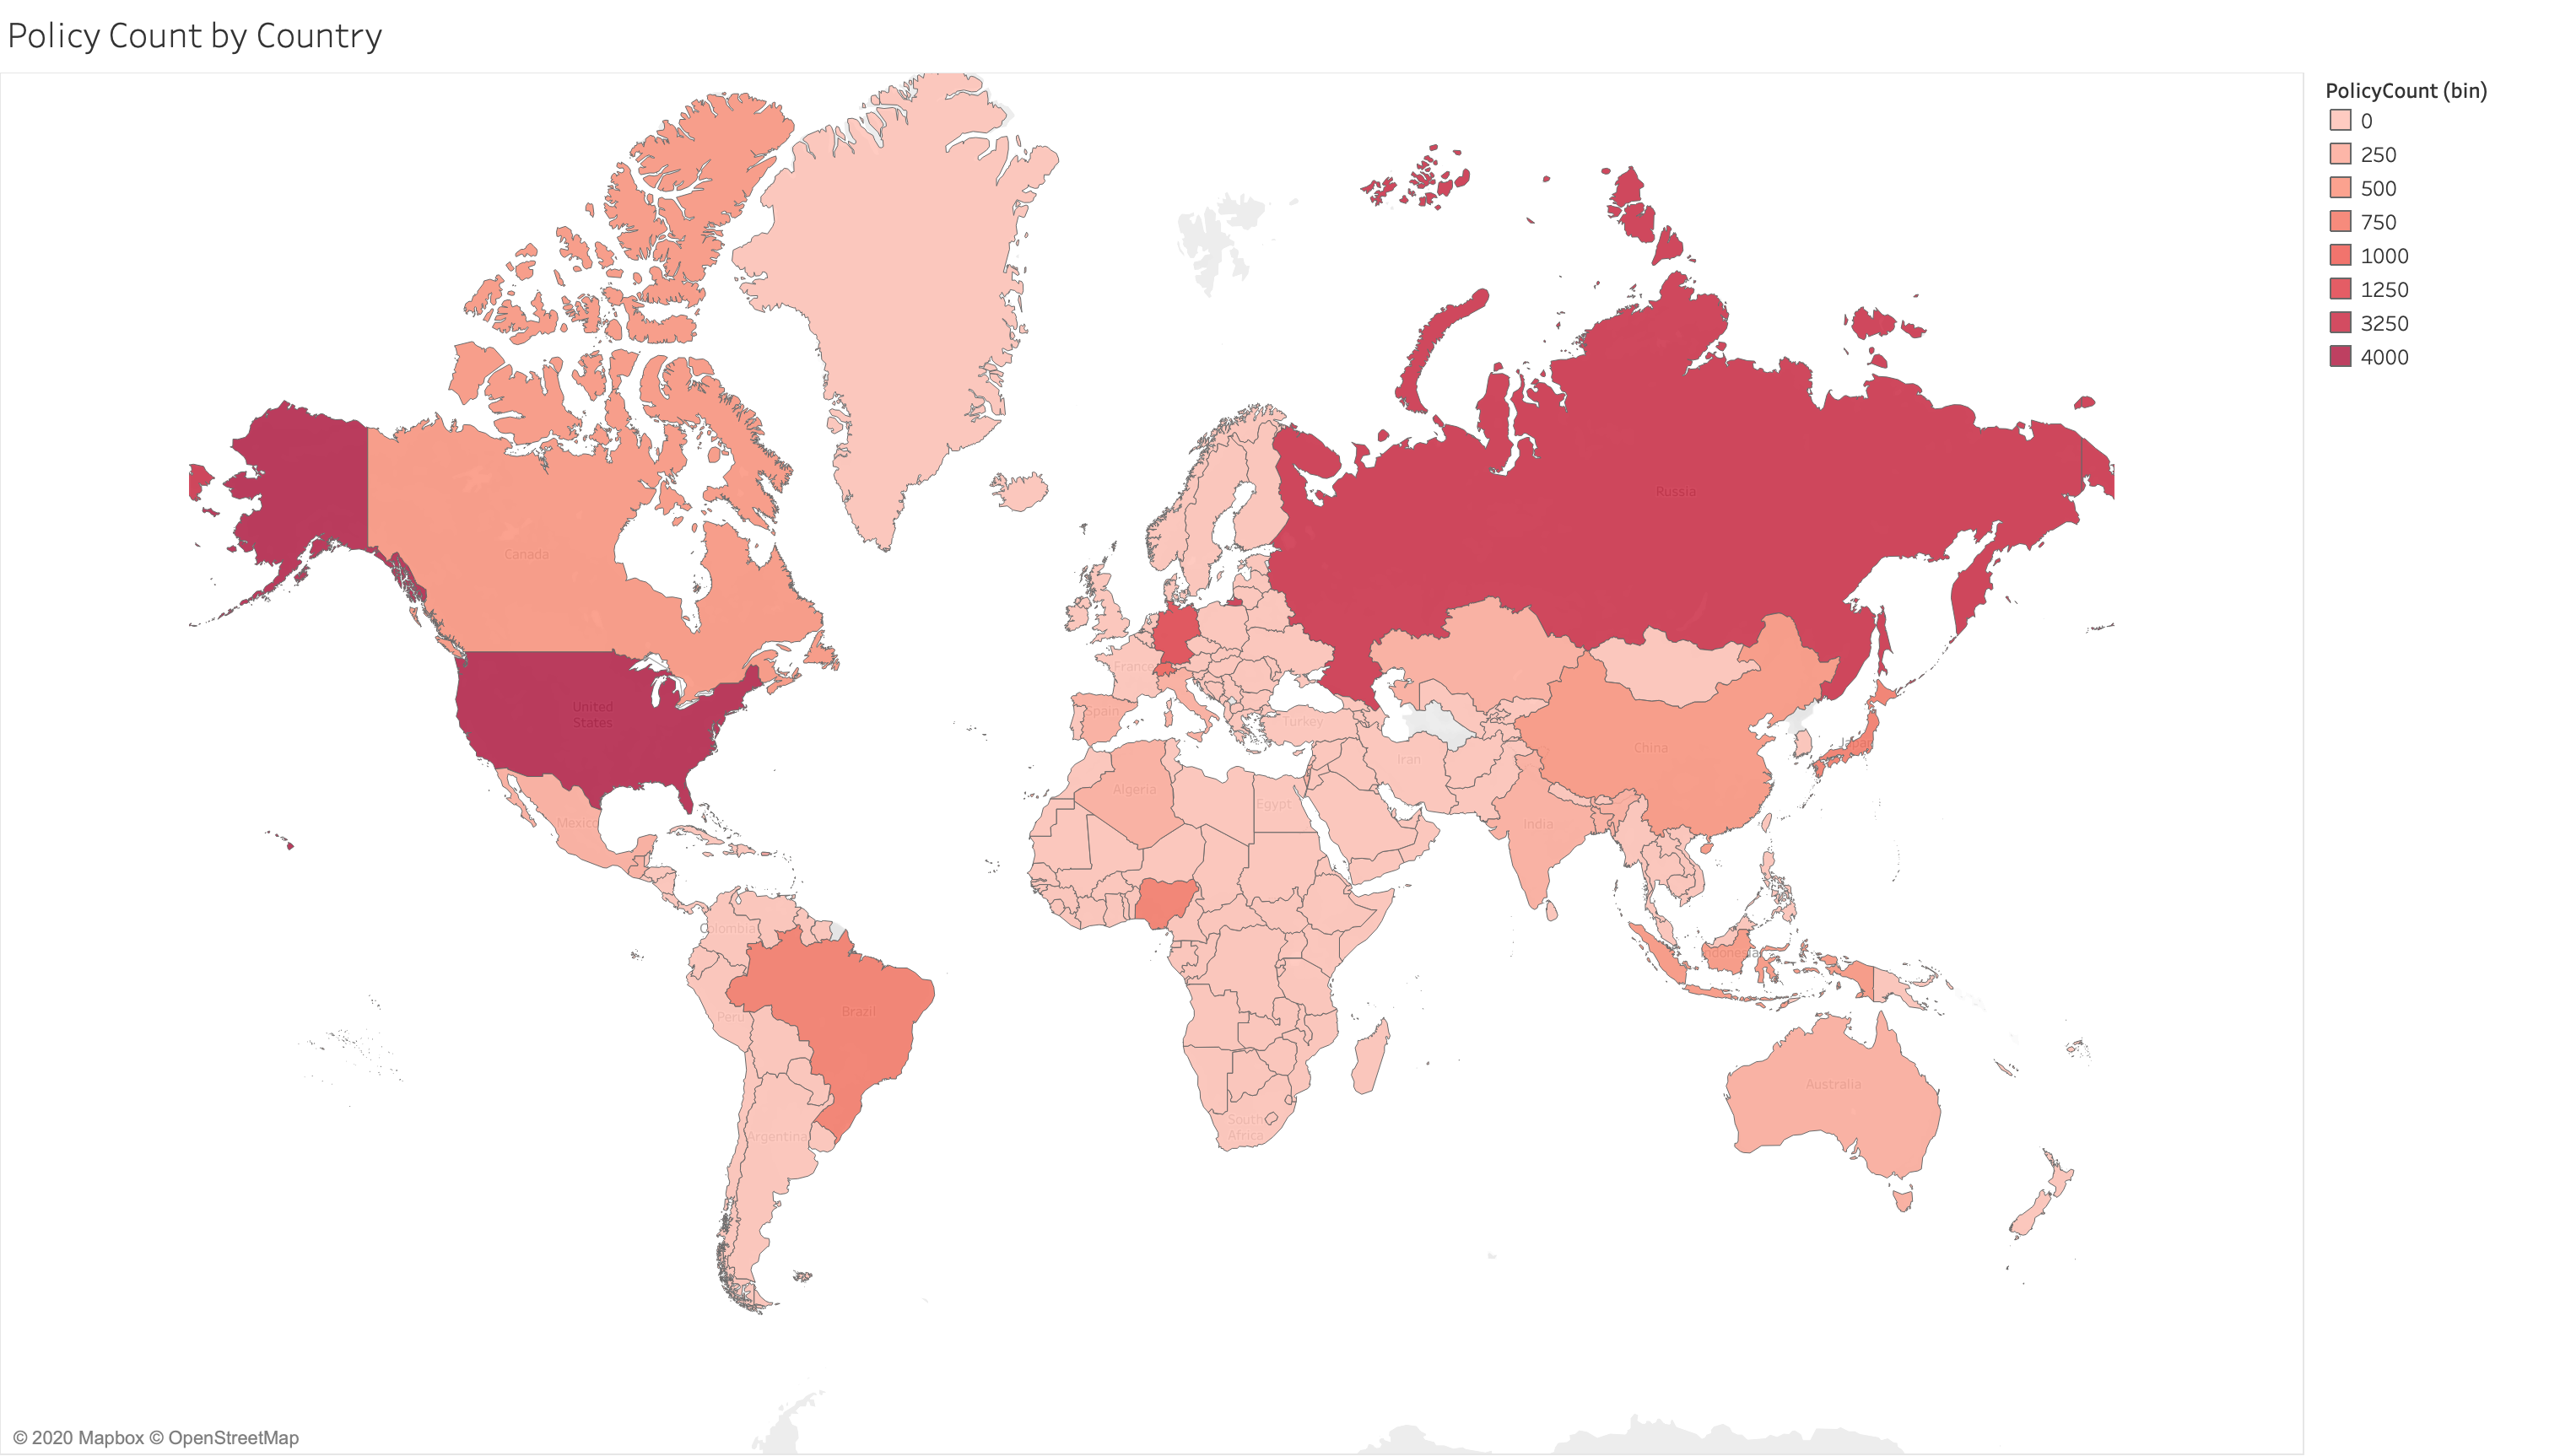 Policy Count by Country
PolicyCount (bin)
0
250
500
750
1000
1250
3250
4000
Russia
Canada
France
United
States
Spain
Turkey
Japan
China
Iran
Algeria
Egypt
Mexico
India
Colombia
Indonesia
Brazil
Peru
Australia
South
Africa
Argentina
© 2020 Mapbox © OpenStreetMap